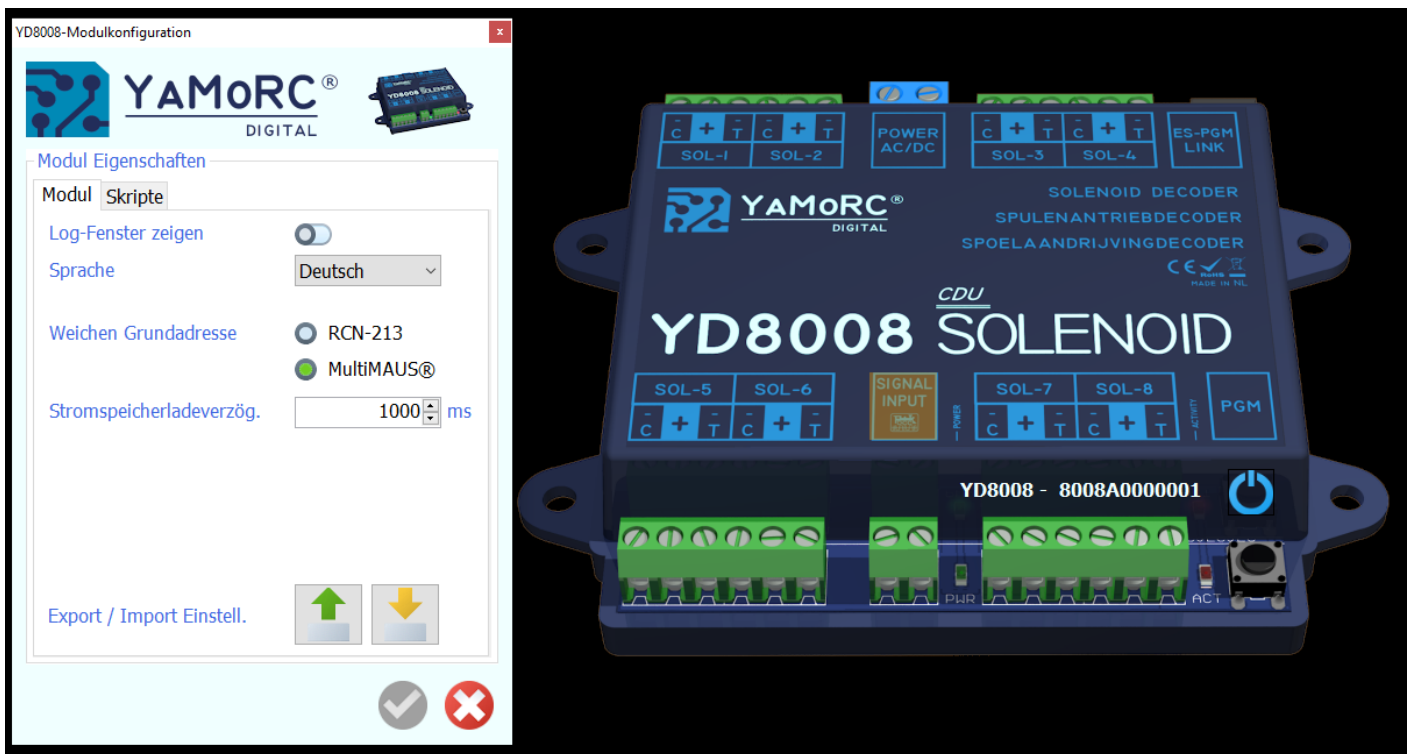 YD8008-Modulkonfiguration
x
YAMoRC®
DIGITAL
YD8008 SOLENOID
Modul Eigenschaften
Modul Skripte
Log-Fenster zeigen
Sprache Deutsch
Weichen Grundadresse RCN-213
MultiMAUS®
Stromspeicherladeverzög. 1000 ms
Export / Import Einstell.
C + T C + T
SOL-1 SOL-2
POWER
AC/DC
C + T C + T
SOL-3 SOL-4
ES-PGM
LINK
YAMoRC®
DIGITAL
SOLENOID DECODER
SPULENANTRIEBDECODER
SPOELAANDRIJVINGDECODER
CE RoHS
MADE IN NL
CDU
YD8008 SOLENOID
SOL-5 SOL-6
C + T C + T
SIGNAL
INPUT
POWER
SOL-7 SOL-8
C + T C + T
ACTIVITY
PGM
YD8008 - 8008A0000001
PWR
ACT